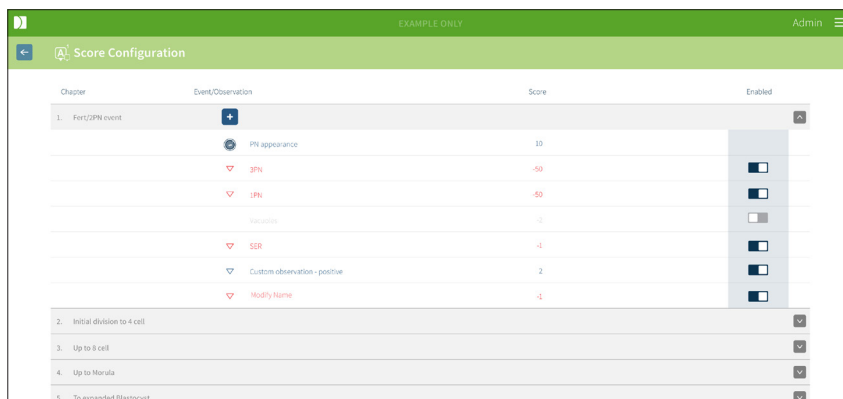 EXAMPLE ONLY Admin
Score Configuration
Chapter Event/Observation Score Enabled
1. Fert/2PN event +
PN appearance 10
3PN -50
1PN -50
Vacuoles -2
SER -1
Custom observation - positive 2
Modify Name -1
2. Initial division to 4 cell
3. Up to 8 cell
4. Up to Morula
5. To expanded Blastocyst